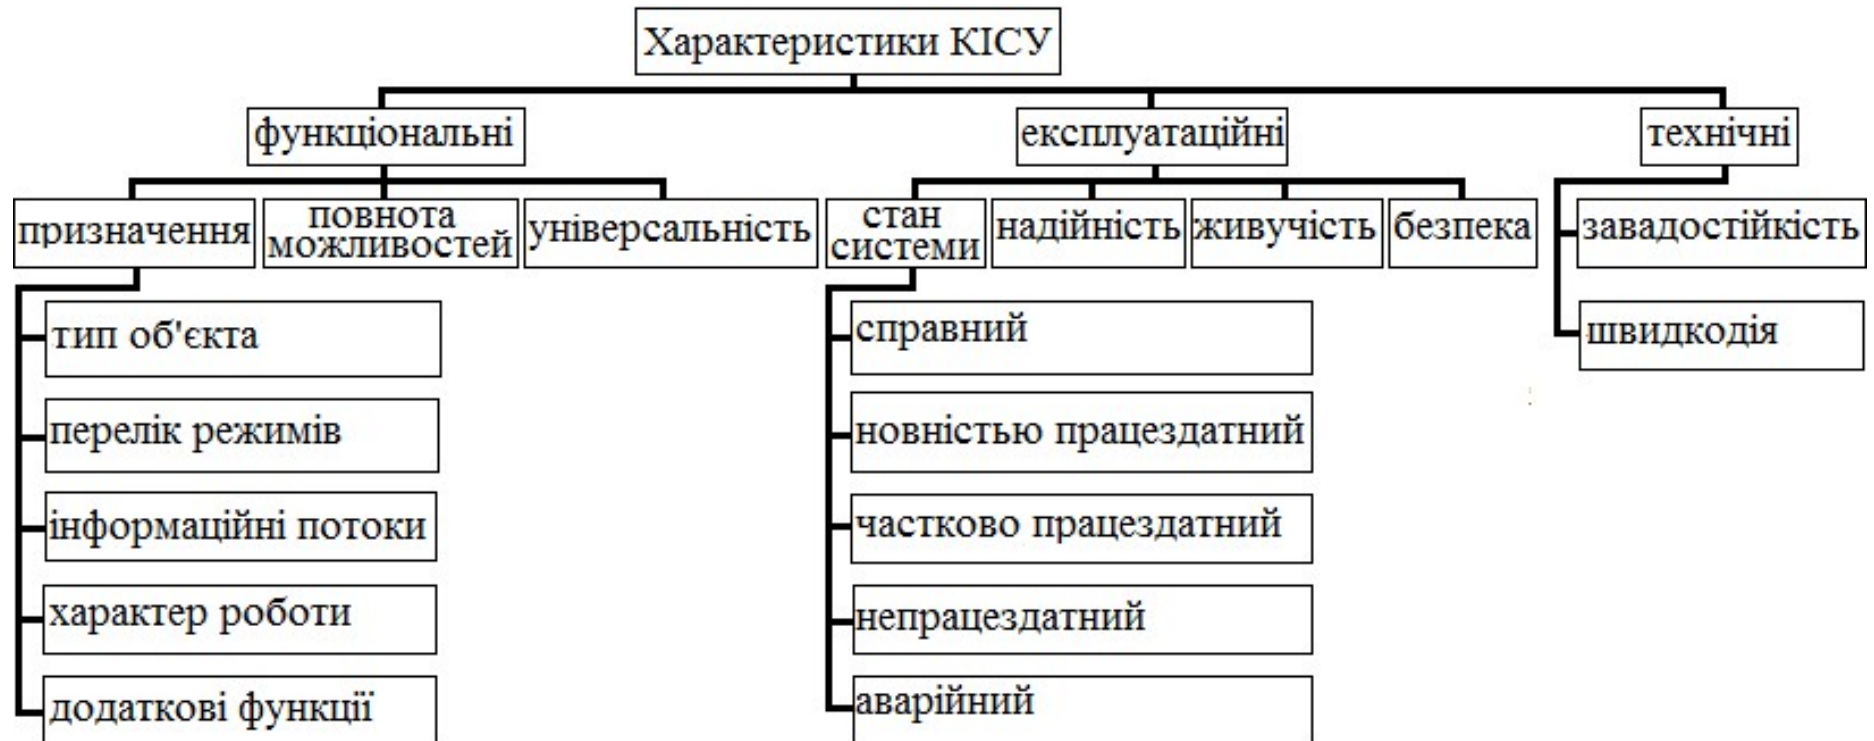 Характеристики КІСУ
функціональні
експлуатаційні
технічні
призначення
повнота
можливостей
універсальність
стан
системи
надійність
живучість
безпека
завадостійкість
тип об'єкта
перелік режимів
інформаційні потоки
характер роботи
додаткові функції
справний
новністью працездатний
частково працездатний
непрацездатний
аварійний
швидкодія